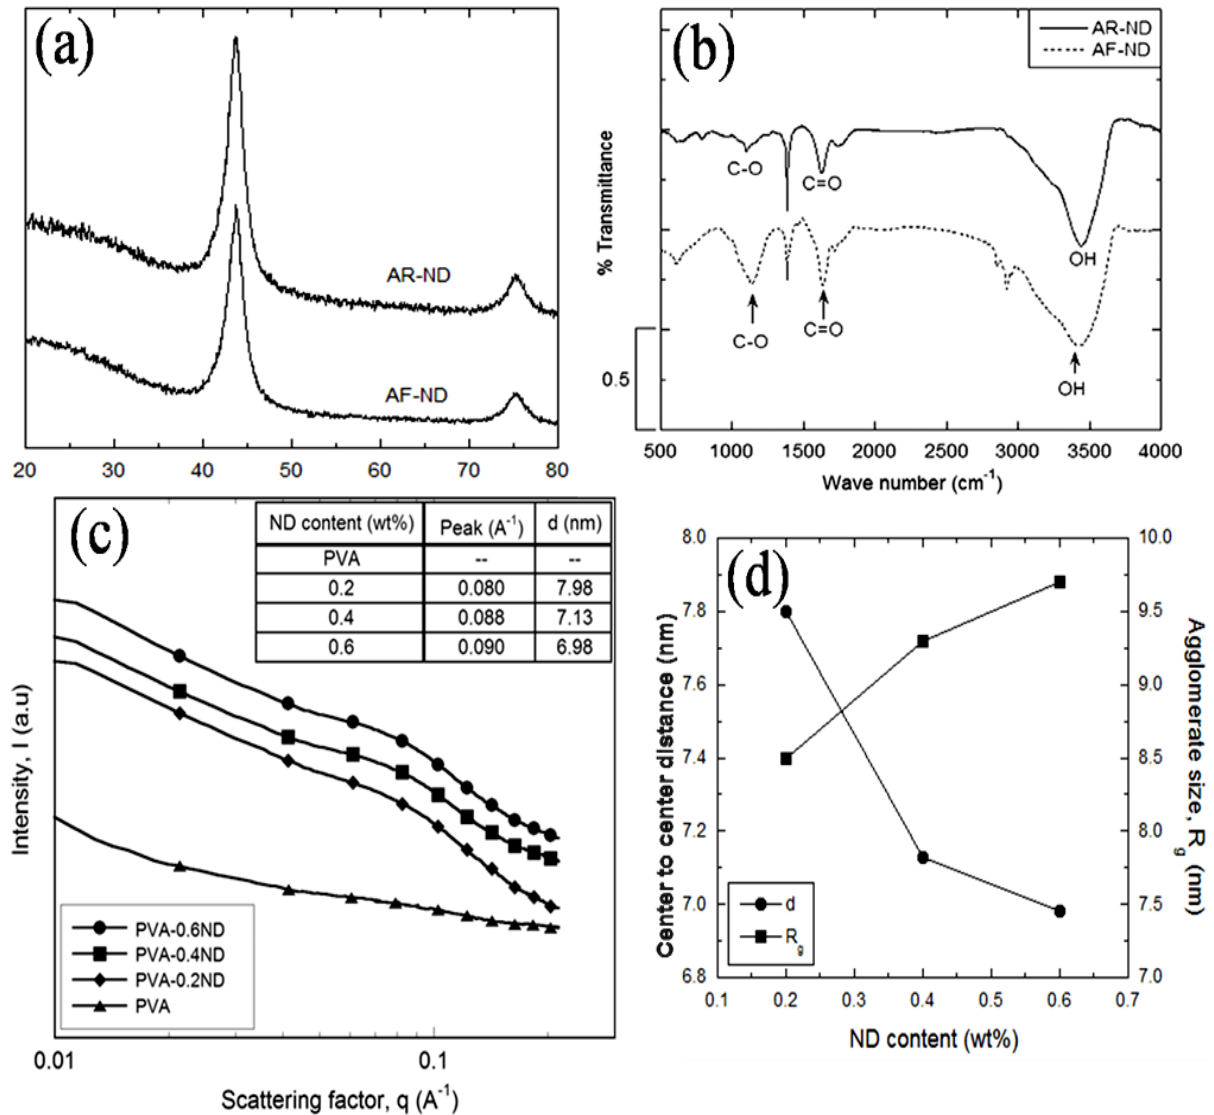 (a)
AR-ND
AF-ND
20 30 40 50 60 70 80
(b)
AR-ND
AF-ND
% Transmittance
C-O
C=O
OH
C-O
C=O
OH
0.5
500 1000 1500 2000 2500 3000 3500 4000
Wave number (cm⁻¹)
(c)
ND content (wt%) Peak (A⁻¹) d (nm)
PVA -- --
0.2 0.080 7.98
0.4 0.088 7.13
0.6 0.090 6.98
Intensity, I (a.u)
PVA-0.6ND
PVA-0.4ND
PVA-0.2ND
PVA
0.01 0.1
Scattering factor, q (A⁻¹)
(d)
Center to center distance (nm)
8.0
7.8
7.6
7.4
7.2
7.0
6.8
d
R_g
10.0
9.5
9.0
8.5
8.0
7.5
7.0
Agglomerate size, R_g (nm)
0.1 0.2 0.3 0.4 0.5 0.6 0.7
ND content (wt%)